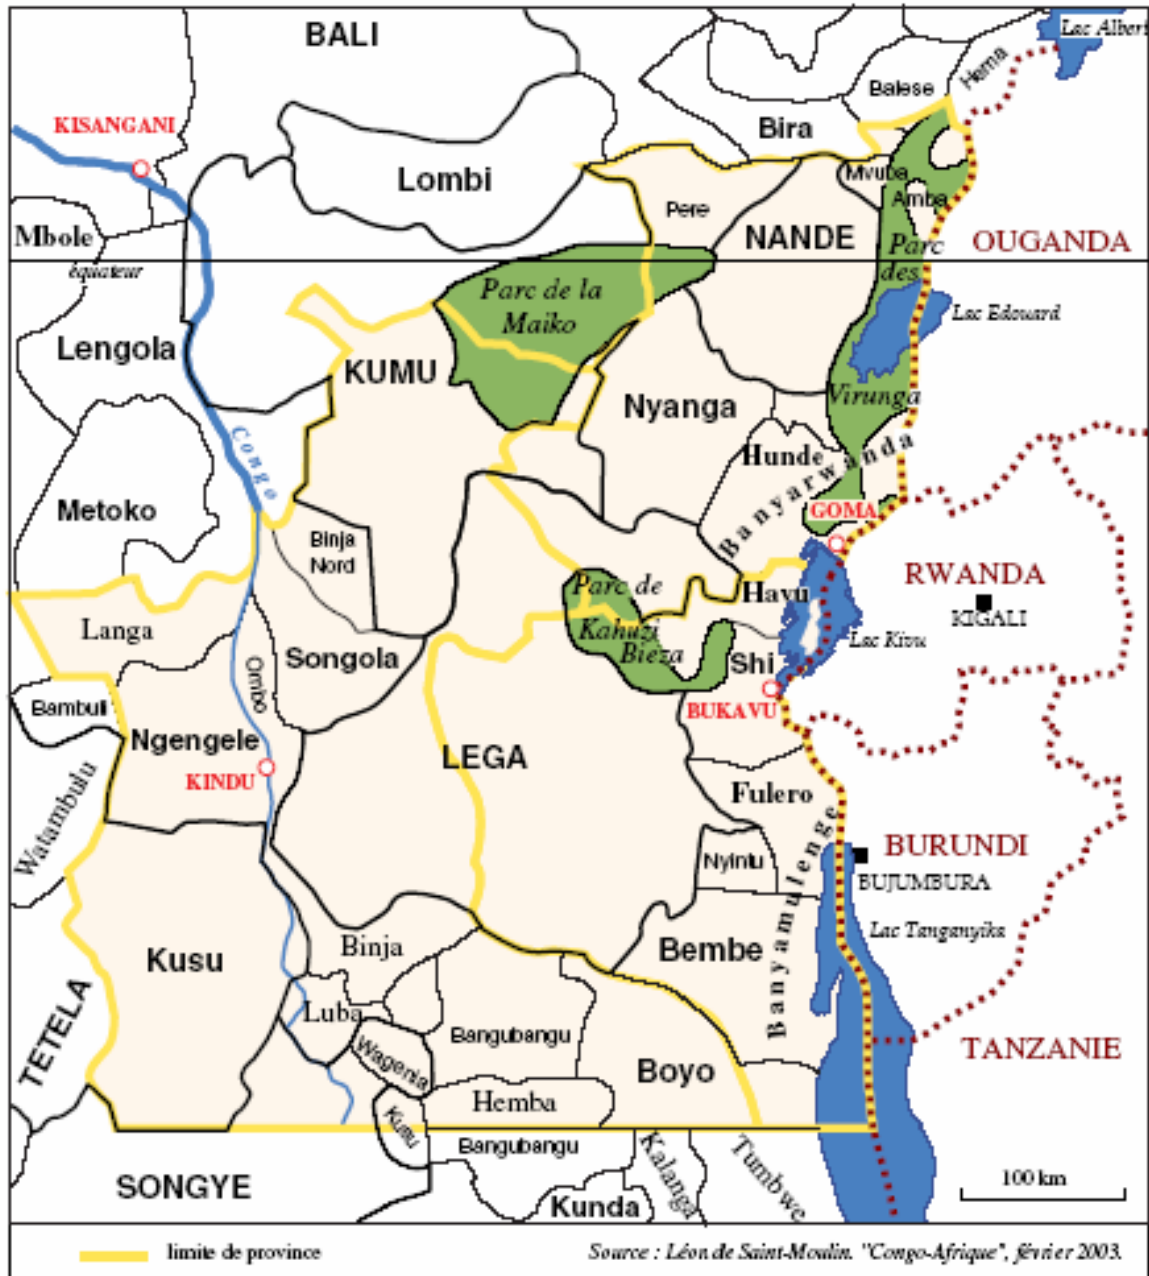 BALI
Lac Albert
Hema
Balese
KISANGANI
Bira
Lombi
Mvuba
Amba
Pere
Mbole
NANDE
OUGANDA
équateur
Parc
des
Virunga
Parc de la
Maiko
Lac Edouard
Lengola
KUMU
Nyanga
Congo
Hunde
Banyarwanda
Metoko
GOMA
Binja
Nord
RWANDA
Parc de
Kahuzi
Bieza
Havu
KIGALI
Langa
Lac Kivu
Songola
Shi
Ombo
Bambuli
BUKAVU
Ngengele
LEGA
KINDU
Fulero
Watambulu
BURUNDI
Nyintu
BUJUMBURA
Banyamulenge
Lac Tanganyika
Binja
Bembe
Kusu
Luba
TETELA
Bangubangu
Wagenia
TANZANIE
Boyo
Hemba
Kusu
Bangubangu
Kalanga
Tumbwe
SONGYE
Kunda
100 km
limite de province
Source : Léon de Saint-Moulin. "Congo-Afrique", février 2003.